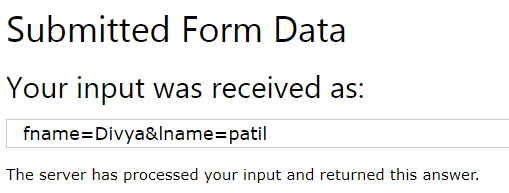 Submitted Form Data
Your input was received as:
fname=Divya&lname=patil
The server has processed your input and returned this answer.